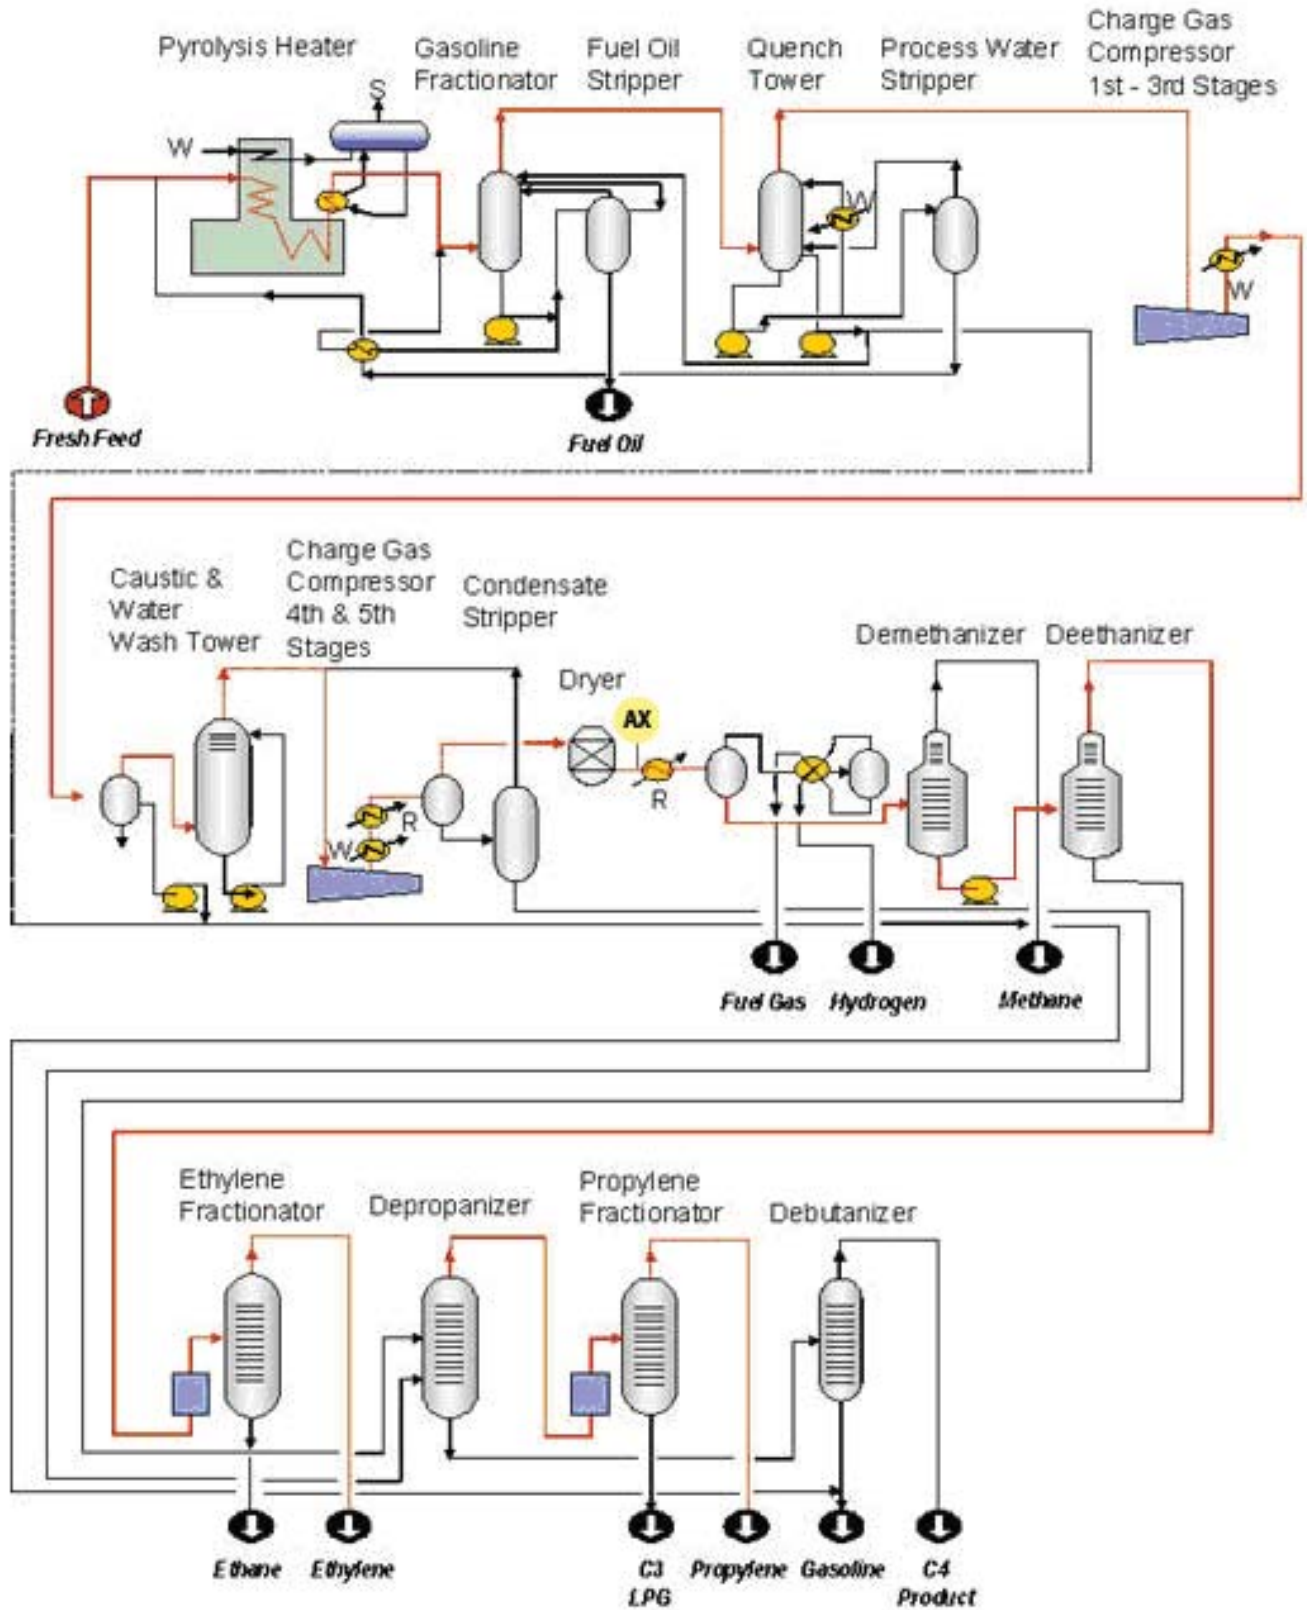 Pyrolysis Heater
Gasoline
Fractionator
Fuel Oil
Stripper
Quench
Tower
Process Water
Stripper
Charge Gas
Compressor
1st - 3rd Stages
S
W
W
W
Fresh Feed
Fuel Oil
Caustic &
Water
Wash Tower
Charge Gas
Compressor
4th & 5th
Stages
Condensate
Stripper
Dryer
AX
Demethanizer
Deethanizer
R
R
W
Fuel Gas
Hydrogen
Methane
Ethylene
Fractionator
Depropanizer
Propylene
Fractionator
Debutanizer
Ethane
Ethylene
C3
LPG
Propylene
Gasoline
C4
Product